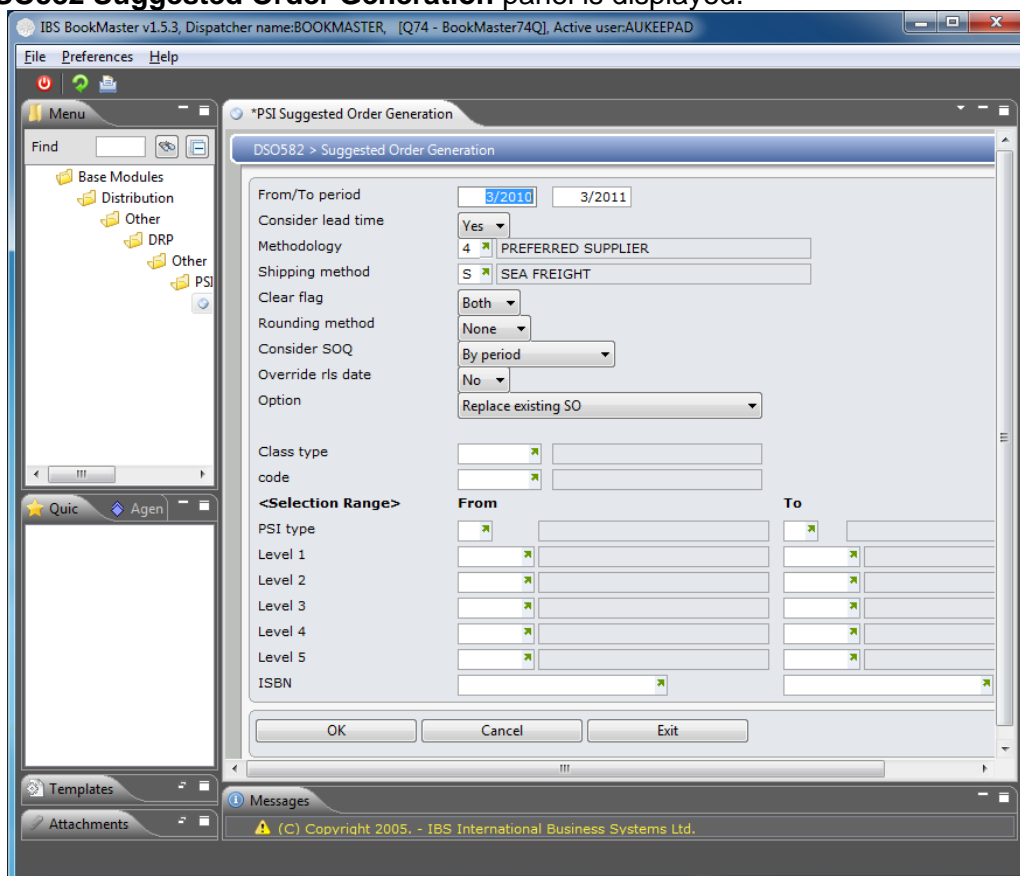 DSO582 Suggested Order Generation panel is displayed.
IBS BookMaster v1.5.3, Dispatcher name:BOOKMASTER, [Q74 - BookMaster74Q], Active user:AUKEEPAD
File Preferences Help
Menu
*PSI Suggested Order Generation
Find
DSO582 > Suggested Order Generation
Base Modules
Distribution
Other
DRP
Other
PSI
From/To period 3/2010 3/2011
Consider lead time Yes
Methodology 4 PREFERRED SUPPLIER
Shipping method S SEA FREIGHT
Clear flag Both
Rounding method None
Consider SOQ By period
Override rls date No
Option Replace existing SO
Class type
code
<Selection Range> From To
PSI type
Level 1
Level 2
Level 3
Level 4
Level 5
ISBN
OK Cancel Exit
Quic Agen
Templates
Attachments
Messages
(C) Copyright 2005. - IBS International Business Systems Ltd.